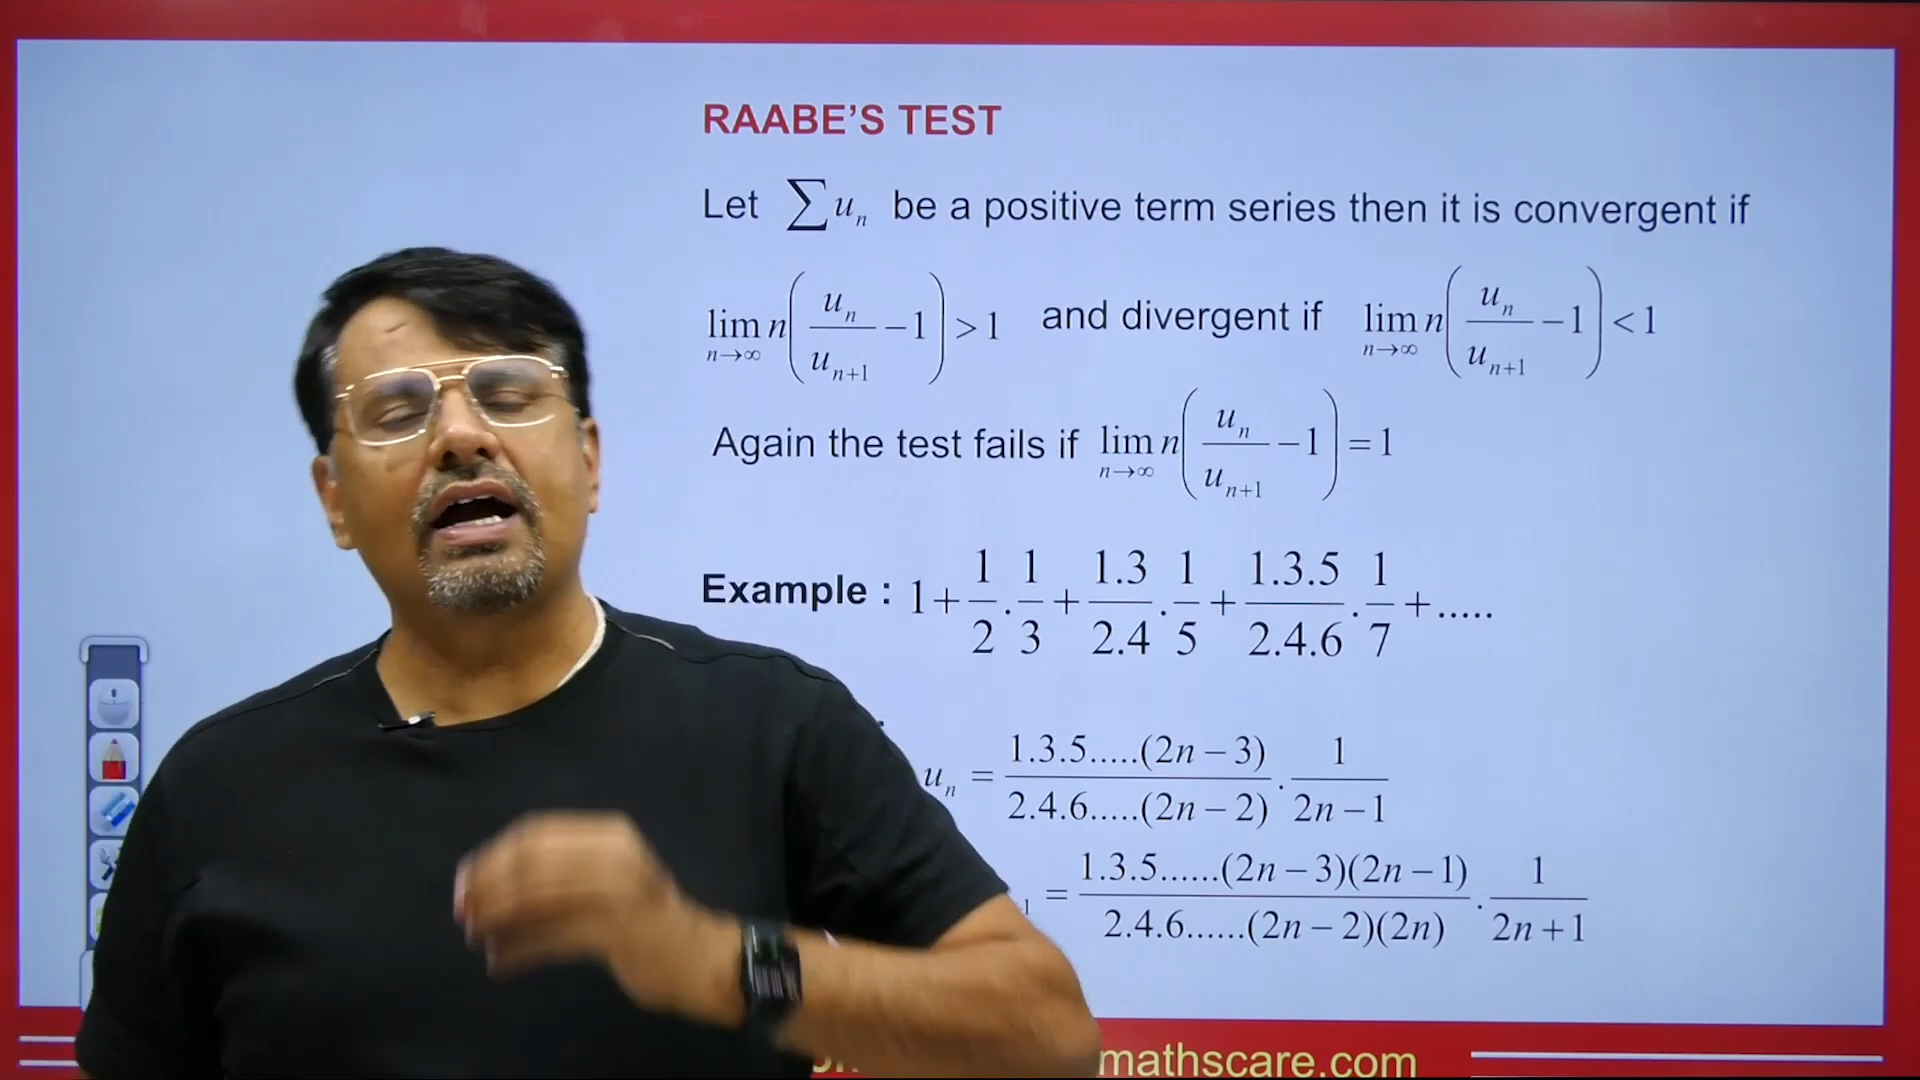 RAABE’S TEST
Let ∑uₙ be a positive term series then it is convergent if
lim n→∞ n(uₙ/uₙ₊₁ − 1) > 1 and divergent if lim n→∞ n(uₙ/uₙ₊₁ − 1) < 1
Again the test fails if lim n→∞ n(uₙ/uₙ₊₁ − 1) = 1
Example : 1 + 1/2 . 1/3 + 1.3/2.4 . 1/5 + 1.3.5/2.4.6 . 1/7 + .....
uₙ = 1.3.5.....(2n − 3)/2.4.6.....(2n − 2) . 1/2n − 1
= 1.3.5......(2n − 3)(2n − 1)/2.4.6......(2n − 2)(2n) . 1/2n + 1
mathscare.com